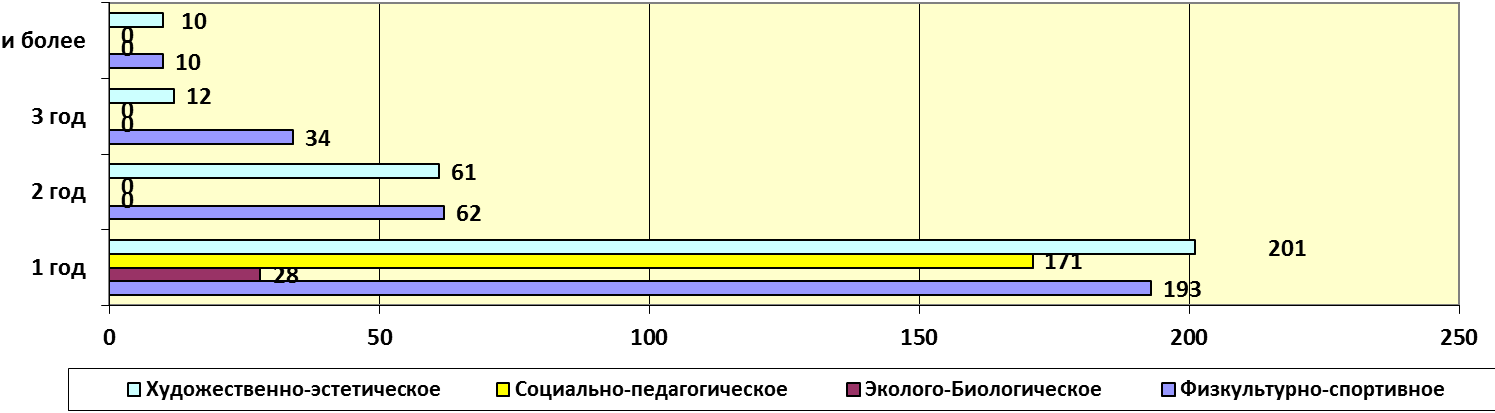 10
и более
0
0
10
12
0
3 год
0
34
61
0
2 год
0
62
201
171
1 год
28
193
0 50 100 150 200 250
Художественно-эстетическое Социально-педагогическое Эколого-Биологическое Физкультурно-спортивное